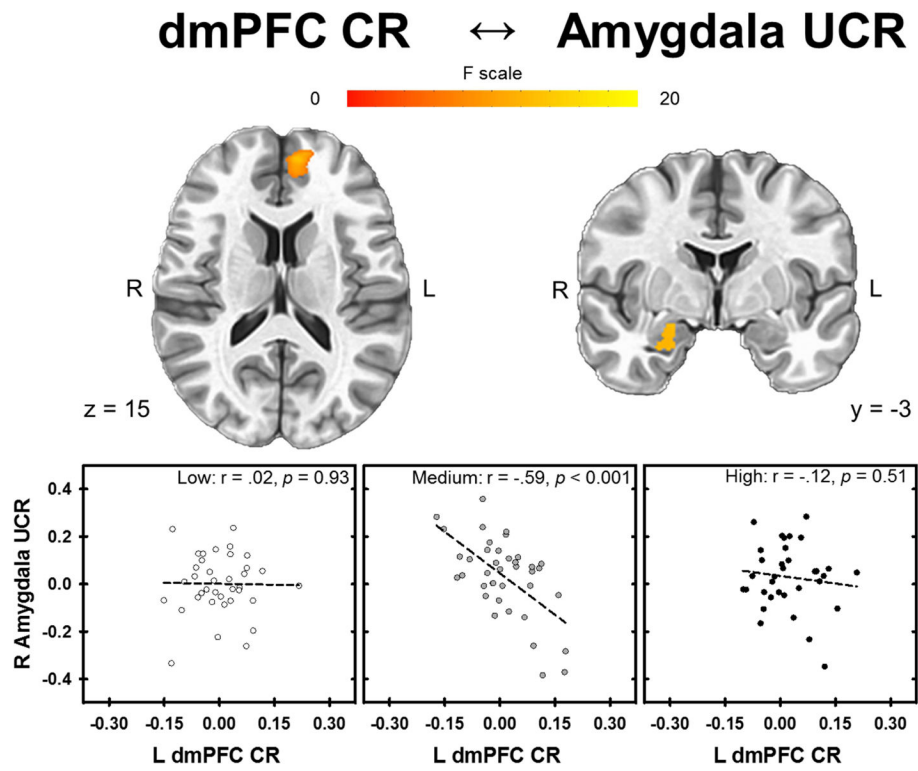 dmPFC CR ↔ Amygdala UCR
F scale
0 20
R L R L
z = 15 y = -3
Low: r = .02, p = 0.93 Medium: r = -.59, p < 0.001 High: r = -.12, p = 0.51
R Amygdala UCR
0.4
0.2
0.0
-0.2
-0.4
-0.30 -0.15 0.00 0.15 0.30 -0.30 -0.15 0.00 0.15 0.30 -0.30 -0.15 0.00 0.15 0.30
L dmPFC CR L dmPFC CR L dmPFC CR